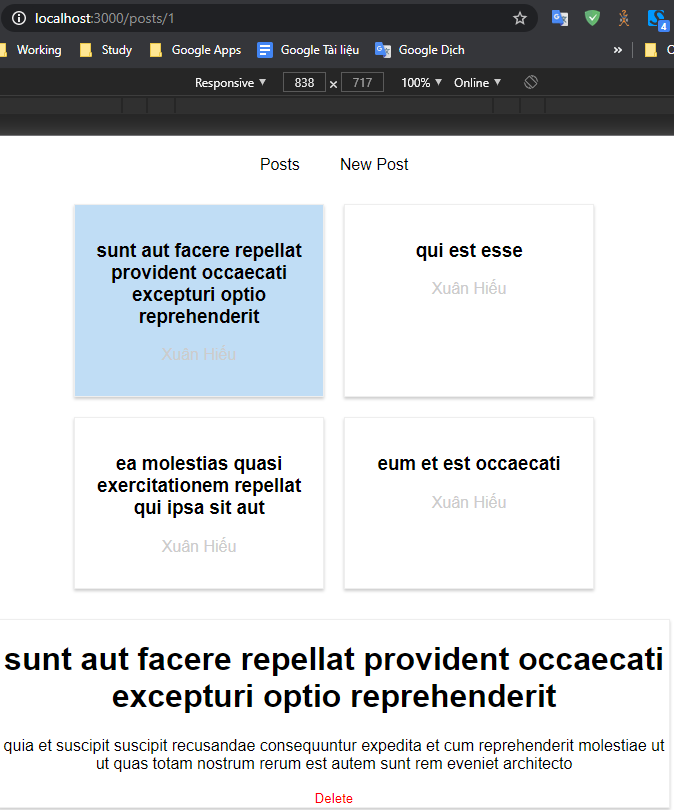 localhost:3000/posts/1
4
Working Study Google Apps Google Tài liệu Google Dịch »
Responsive ▼ 838 × 717 100% ▼ Online ▼
Posts New Post
sunt aut facere repellat
provident occaecati
excepturi optio
reprehenderit
Xuân Hiếu
qui est esse
Xuân Hiếu
ea molestias quasi
exercitationem repellat
qui ipsa sit aut
Xuân Hiếu
eum et est occaecati
Xuân Hiếu
sunt aut facere repellat provident occaecati
excepturi optio reprehenderit
quia et suscipit suscipit recusandae consequuntur expedita et cum reprehenderit molestiae ut
ut quas totam nostrum rerum est autem sunt rem eveniet architecto
Delete